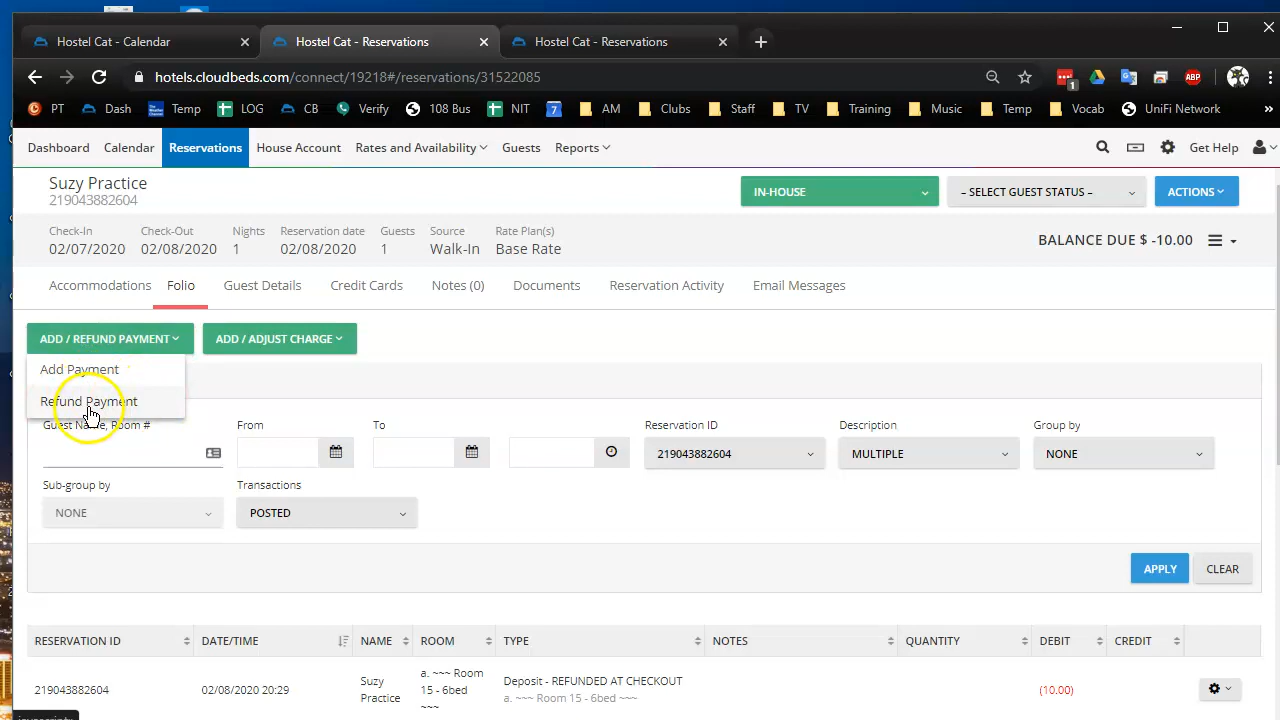 Hostel Cat - Calendar
Hostel Cat - Reservations
Hostel Cat - Reservations
hotels.cloudbeds.com/connect/19218#/reservations/31522085
1
ABP
PT
Dash
Temp
LOG
CB
Verify
108 Bus
NIT
7
AM
Clubs
Staff
TV
Training
Music
Temp
Vocab
UniFi Network
»
Dashboard
Calendar
Reservations
House Account
Rates and Availability
Guests
Reports
Get Help
Suzy Practice
219043882604
IN-HOUSE
– SELECT GUEST STATUS –
ACTIONS
Check-In
Check-Out
Nights
Reservation date
Guests
Source
Rate Plan(s)
02/07/2020
02/08/2020
1
02/08/2020
1
Walk-In
Base Rate
BALANCE DUE $ -10.00
Accommodations
Folio
Guest Details
Credit Cards
Notes (0)
Documents
Reservation Activity
Email Messages
ADD / REFUND PAYMENT
ADD / ADJUST CHARGE
Add Payment
Refund Payment
Guest Name, Room #
From
To
Reservation ID
Description
Group by
219043882604
MULTIPLE
NONE
Sub-group by
Transactions
NONE
POSTED
APPLY
CLEAR
RESERVATION ID
DATE/TIME
NAME
ROOM
TYPE
NOTES
QUANTITY
DEBIT
CREDIT
219043882604
02/08/2020 20:29
Suzy
Practice
a. ~~~ Room
15 - 6bed
~~~
Deposit - REFUNDED AT CHECKOUT
a. ~~~ Room 15 - 6bed ~~~
(10.00)